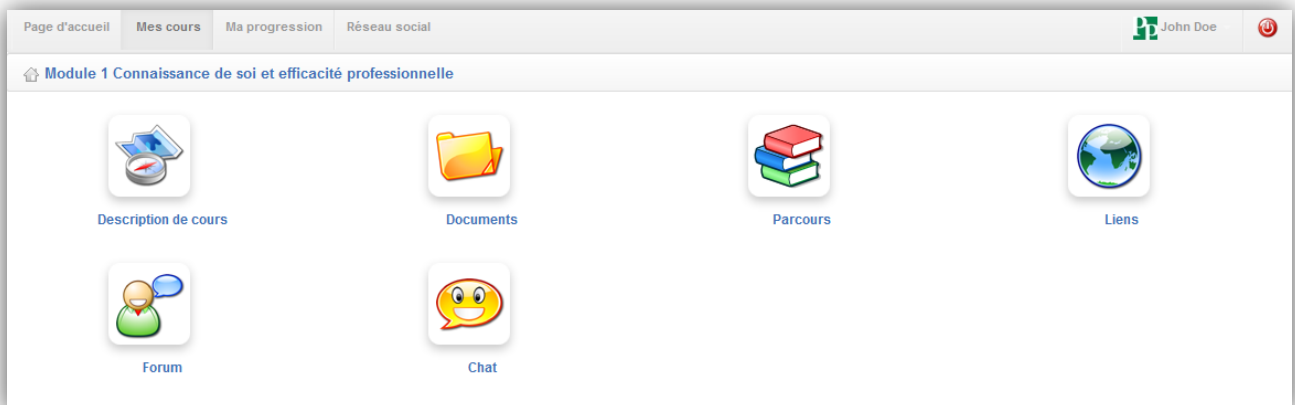 Page d'accueil Mes cours Ma progression Réseau social Pp John Doe
Module 1 Connaissance de soi et efficacité professionnelle
Description de cours Documents Parcours Liens
Forum Chat